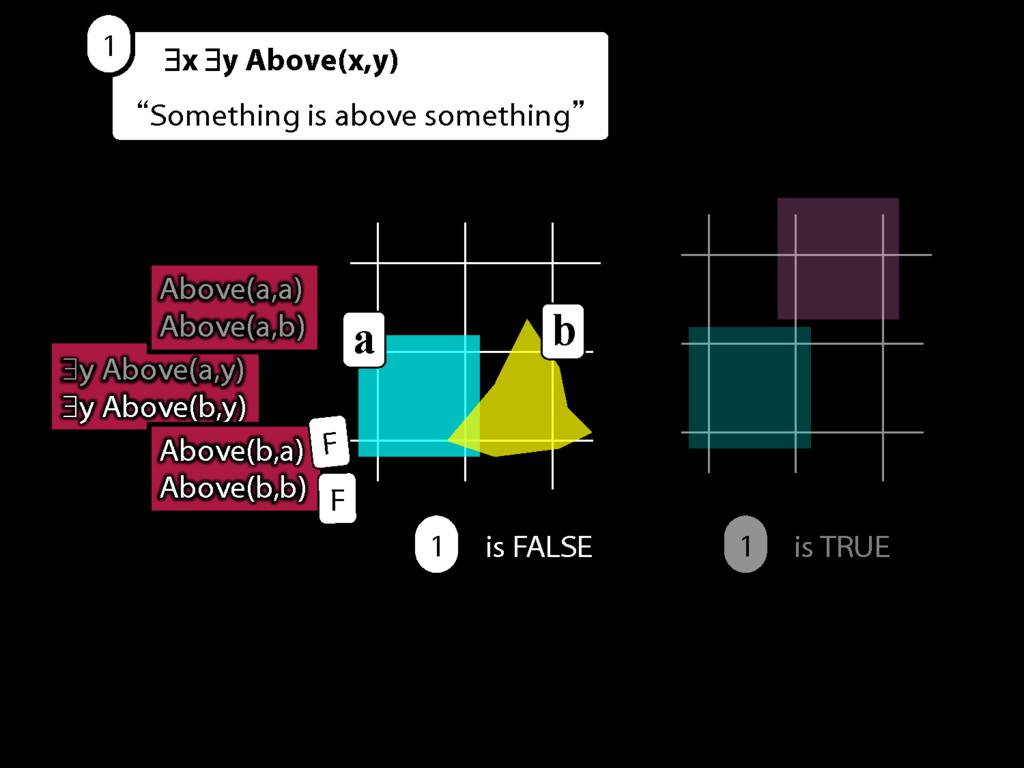 1
∃x ∃y Above(x,y)
“Something is above something”
Above(a,a)
Above(a,b)
∃y Above(a,y)
∃y Above(b,y)
Above(b,a) F
Above(b,b) F
a
b
1 is FALSE
1 is TRUE